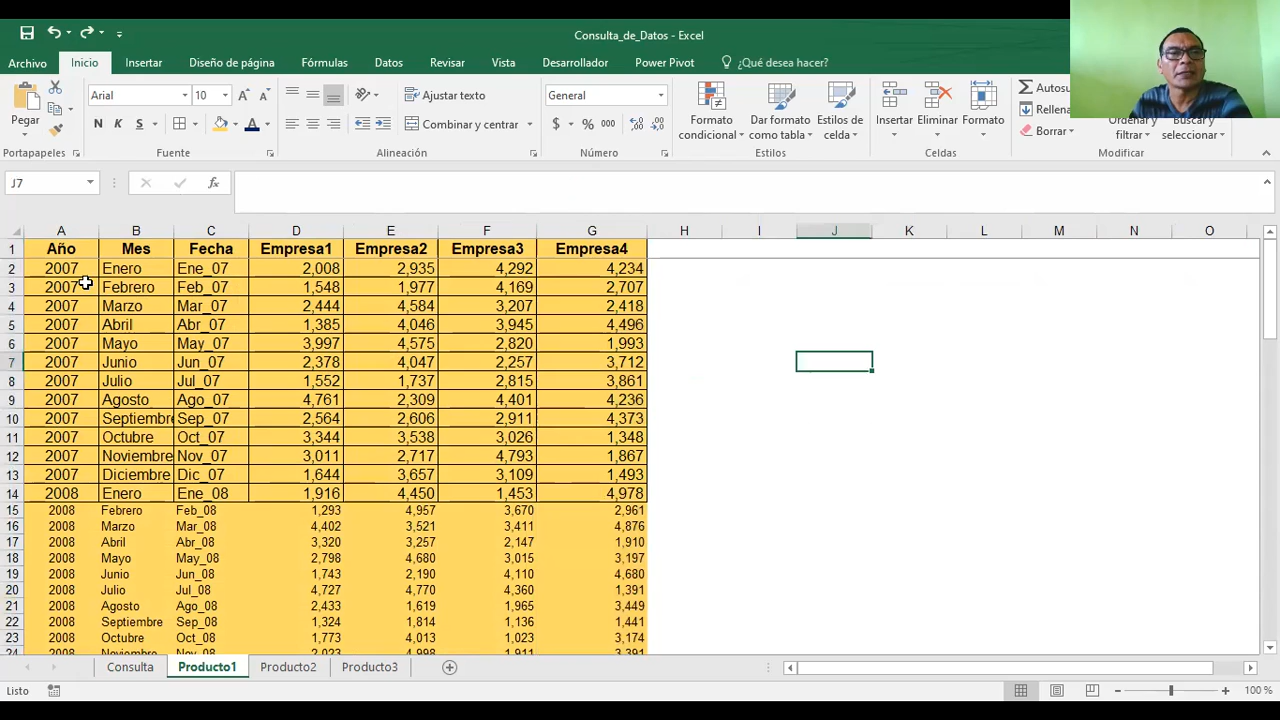 Consulta_de_Datos - Excel
Archivo Inicio Insertar Diseño de página Fórmulas Datos Revisar Vista Desarrollador Power Pivot ¿Qué desea hacer?
Pegar Arial 10 Ajustar texto General Formato condicional Dar formato como tabla Estilos de celda Insertar Eliminar Formato Autosu
N K S Combinar y centrar $ % 000 Rellena
Borrar Ordenar y filtrar Buscar y seleccionar
Portapapeles Fuente Alineación Número Estilos Celdas Modificar
J7 fx
A B C D E F G H I J K L M N O
1 Año Mes Fecha Empresa1 Empresa2 Empresa3 Empresa4
2 2007 Enero Ene_07 2,008 2,935 4,292 4,234
3 2007 Febrero Feb_07 1,548 1,977 4,169 2,707
4 2007 Marzo Mar_07 2,444 4,584 3,207 2,418
5 2007 Abril Abr_07 1,385 4,046 3,945 4,496
6 2007 Mayo May_07 3,997 4,575 2,820 1,993
7 2007 Junio Jun_07 2,378 4,047 2,257 3,712
8 2007 Julio Jul_07 1,552 1,737 2,815 3,861
9 2007 Agosto Ago_07 4,761 2,309 4,401 4,236
10 2007 Septiembre Sep_07 2,564 2,606 2,911 4,373
11 2007 Octubre Oct_07 3,344 3,538 3,026 1,348
12 2007 Noviembre Nov_07 3,011 2,717 4,793 1,867
13 2007 Diciembre Dic_07 1,644 3,657 3,109 1,493
14 2008 Enero Ene_08 1,916 4,450 1,453 4,978
15 2008 Febrero Feb_08 1,293 4,957 3,670 2,961
16 2008 Marzo Mar_08 4,402 3,521 3,411 4,876
17 2008 Abril Abr_08 3,320 3,257 2,147 1,910
18 2008 Mayo May_08 2,798 4,680 3,015 3,197
19 2008 Junio Jun_08 1,743 2,190 4,110 4,680
20 2008 Julio Jul_08 4,727 4,770 4,360 1,391
21 2008 Agosto Ago_08 2,433 1,619 1,965 3,449
22 2008 Septiembre Sep_08 1,324 1,814 1,136 1,441
23 2008 Octubre Oct_08 1,773 4,013 1,023 3,174
24 2008 Noviembre Nov_08 2,023 4,998 1,911 3,391
Consulta Producto1 Producto2 Producto3
Listo 100 %